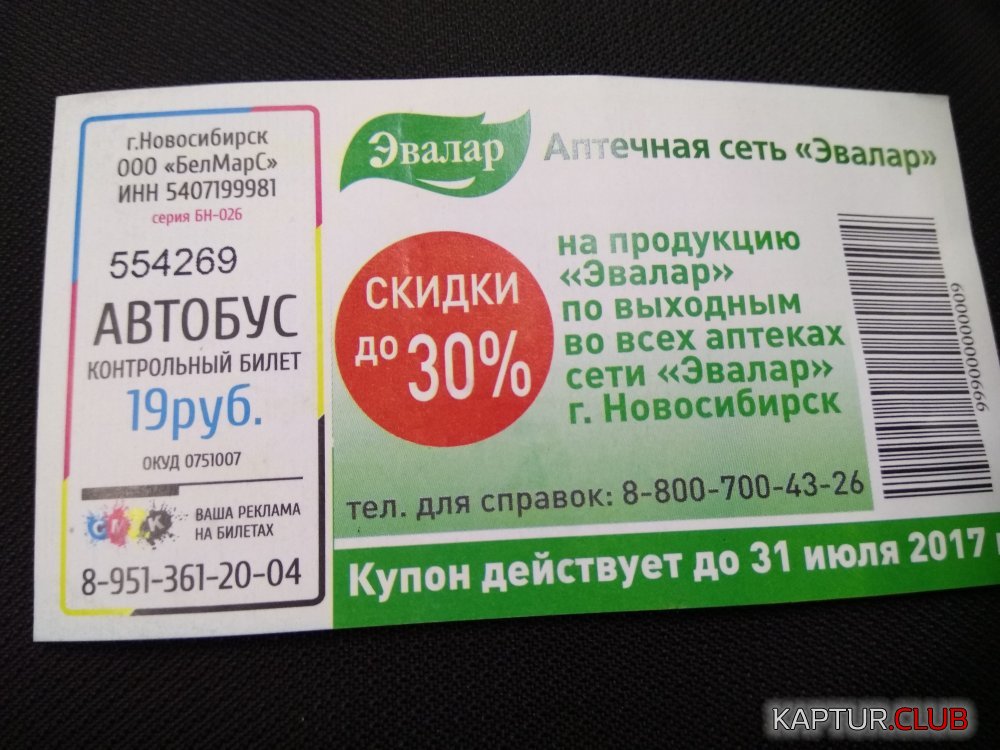 г.Новосибирск
ООО «БелМарС»
ИНН 5407199981
серия БН-026
554269
АВТОБУС
КОНТРОЛЬНЫЙ БИЛЕТ
19руб.
ОКУД 0751007
CMYK
ВАША РЕКЛАМА
НА БИЛЕТАХ
8-951-361-20-04
Эвалар
Аптечная сеть «Эвалар»
СКИДКИ
до 30%
на продукцию
«Эвалар»
по выходным
во всех аптеках
сети «Эвалар»
г. Новосибирск
тел. для справок: 8-800-700-43-26
Купон действует до 31 июля 2017
9990000000009
KAPTUR.CLUB